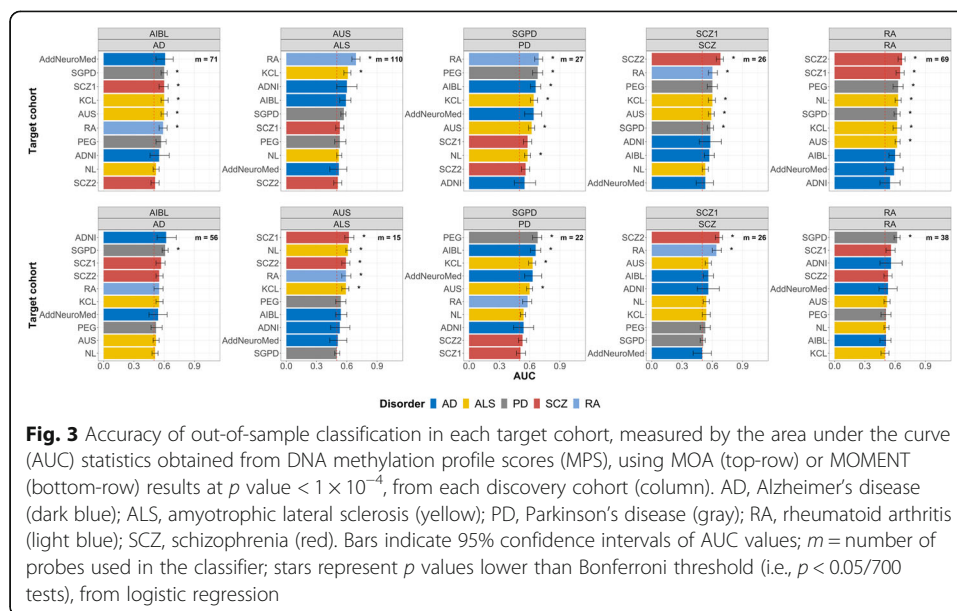 AIBL AUS SGPD SCZ1 RA
AD ALS PD SCZ RA
Target cohort
AddNeuroMed m = 71
SGPD *
SCZ1 *
KCL *
AUS *
RA *
PEG
ADNI
NL
SCZ2
RA * m = 110
KCL *
ADNI
AIBL
SGPD
SCZ1
PEG
NL
AddNeuroMed
SCZ2
RA * m = 27
PEG *
AIBL *
KCL *
AddNeuroMed
AUS *
SCZ1
NL *
SCZ2
ADNI
SCZ2 * m = 26
RA *
PEG
KCL *
AUS *
SGPD *
ADNI
AIBL
NL
AddNeuroMed
SCZ2 * m = 69
SCZ1 *
PEG *
NL *
SGPD *
KCL *
AUS *
AIBL
AddNeuroMed
ADNI
AIBL AUS SGPD SCZ1 RA
AD ALS PD SCZ RA
Target cohort
ADNI m = 56
SGPD *
SCZ1
SCZ2
RA
KCL
AddNeuroMed
PEG
AUS
NL
SCZ1 * m = 15
NL *
SCZ2 *
RA *
KCL *
PEG
AIBL
ADNI
AddNeuroMed
SGPD
PEG * m = 22
AIBL *
KCL *
AddNeuroMed
AUS *
RA
NL
ADNI
SCZ2
SCZ1
SCZ2 * m = 26
RA *
AUS
AIBL
ADNI
NL
KCL
PEG
SGPD
AddNeuroMed
SGPD * m = 38
SCZ1
ADNI
SCZ2
AddNeuroMed
AUS
PEG
NL
AIBL
KCL
0.0 0.3 0.6 0.9 0.0 0.3 0.6 0.9 0.0 0.3 0.6 0.9 0.0 0.3 0.6 0.9 0.0 0.3 0.6 0.9
AUC
Disorder AD ALS PD SCZ RA
Fig. 3 Accuracy of out-of-sample classification in each target cohort, measured by the area under the curve
(AUC) statistics obtained from DNA methylation profile scores (MPS), using MOA (top-row) or MOMENT
(bottom-row) results at p value < 1 × 10⁻⁴, from each discovery cohort (column). AD, Alzheimer's disease
(dark blue); ALS, amyotrophic lateral sclerosis (yellow); PD, Parkinson's disease (gray); RA, rheumatoid arthritis
(light blue); SCZ, schizophrenia (red). Bars indicate 95% confidence intervals of AUC values; m = number of
probes used in the classifier; stars represent p values lower than Bonferroni threshold (i.e., p < 0.05/700
tests), from logistic regression